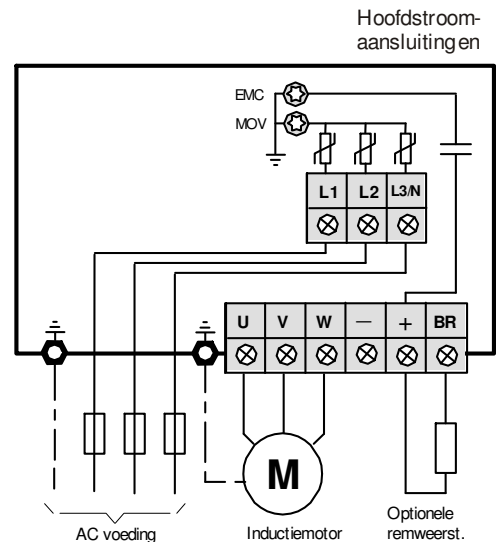 Hoofdstroom-
aansluitingen
EMC
MOV
L1 L2 L3/N
U V W — + BR
M
AC voeding
Inductiemotor
Optionele
remweerst.